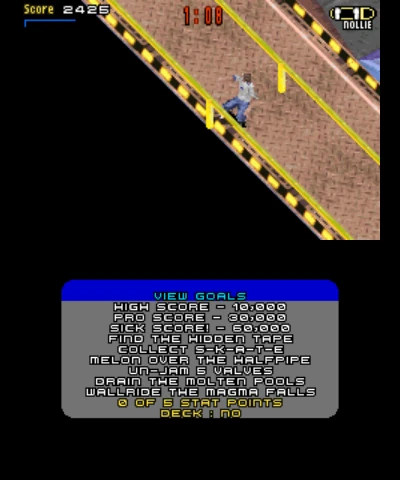 Score 2425
1:08
NOLLIE
VIEW GOALS
HIGH SCORE - 10,000
PRO SCORE - 30,000
SICK SCORE! - 60,000
FIND THE HIDDEN TAPE
COLLECT S-K-A-T-E
MELON OVER THE HALFPIPE
UN-JAM 5 VALVES
DRAIN THE MOLTEN POOLS
WALLRIDE THE MAGMA FALLS
0 OF 5 STAT POINTS
DECK : NO